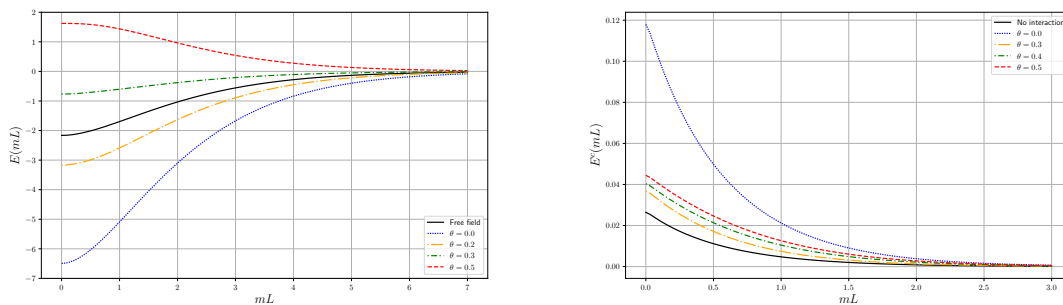 2
1
0
−1
−2
−3
−4
−5
−6
−7
E(mL)
0 1 2 3 4 5 6 7
mL
Free field
θ = 0.0
θ = 0.2
θ = 0.3
θ = 0.5
0.12
0.10
0.08
0.06
0.04
0.02
0.00
E^c(mL)
0.0 0.5 1.0 1.5 2.0 2.5 3.0
mL
No interaction
θ = 0.0
θ = 0.3
θ = 0.4
θ = 0.5